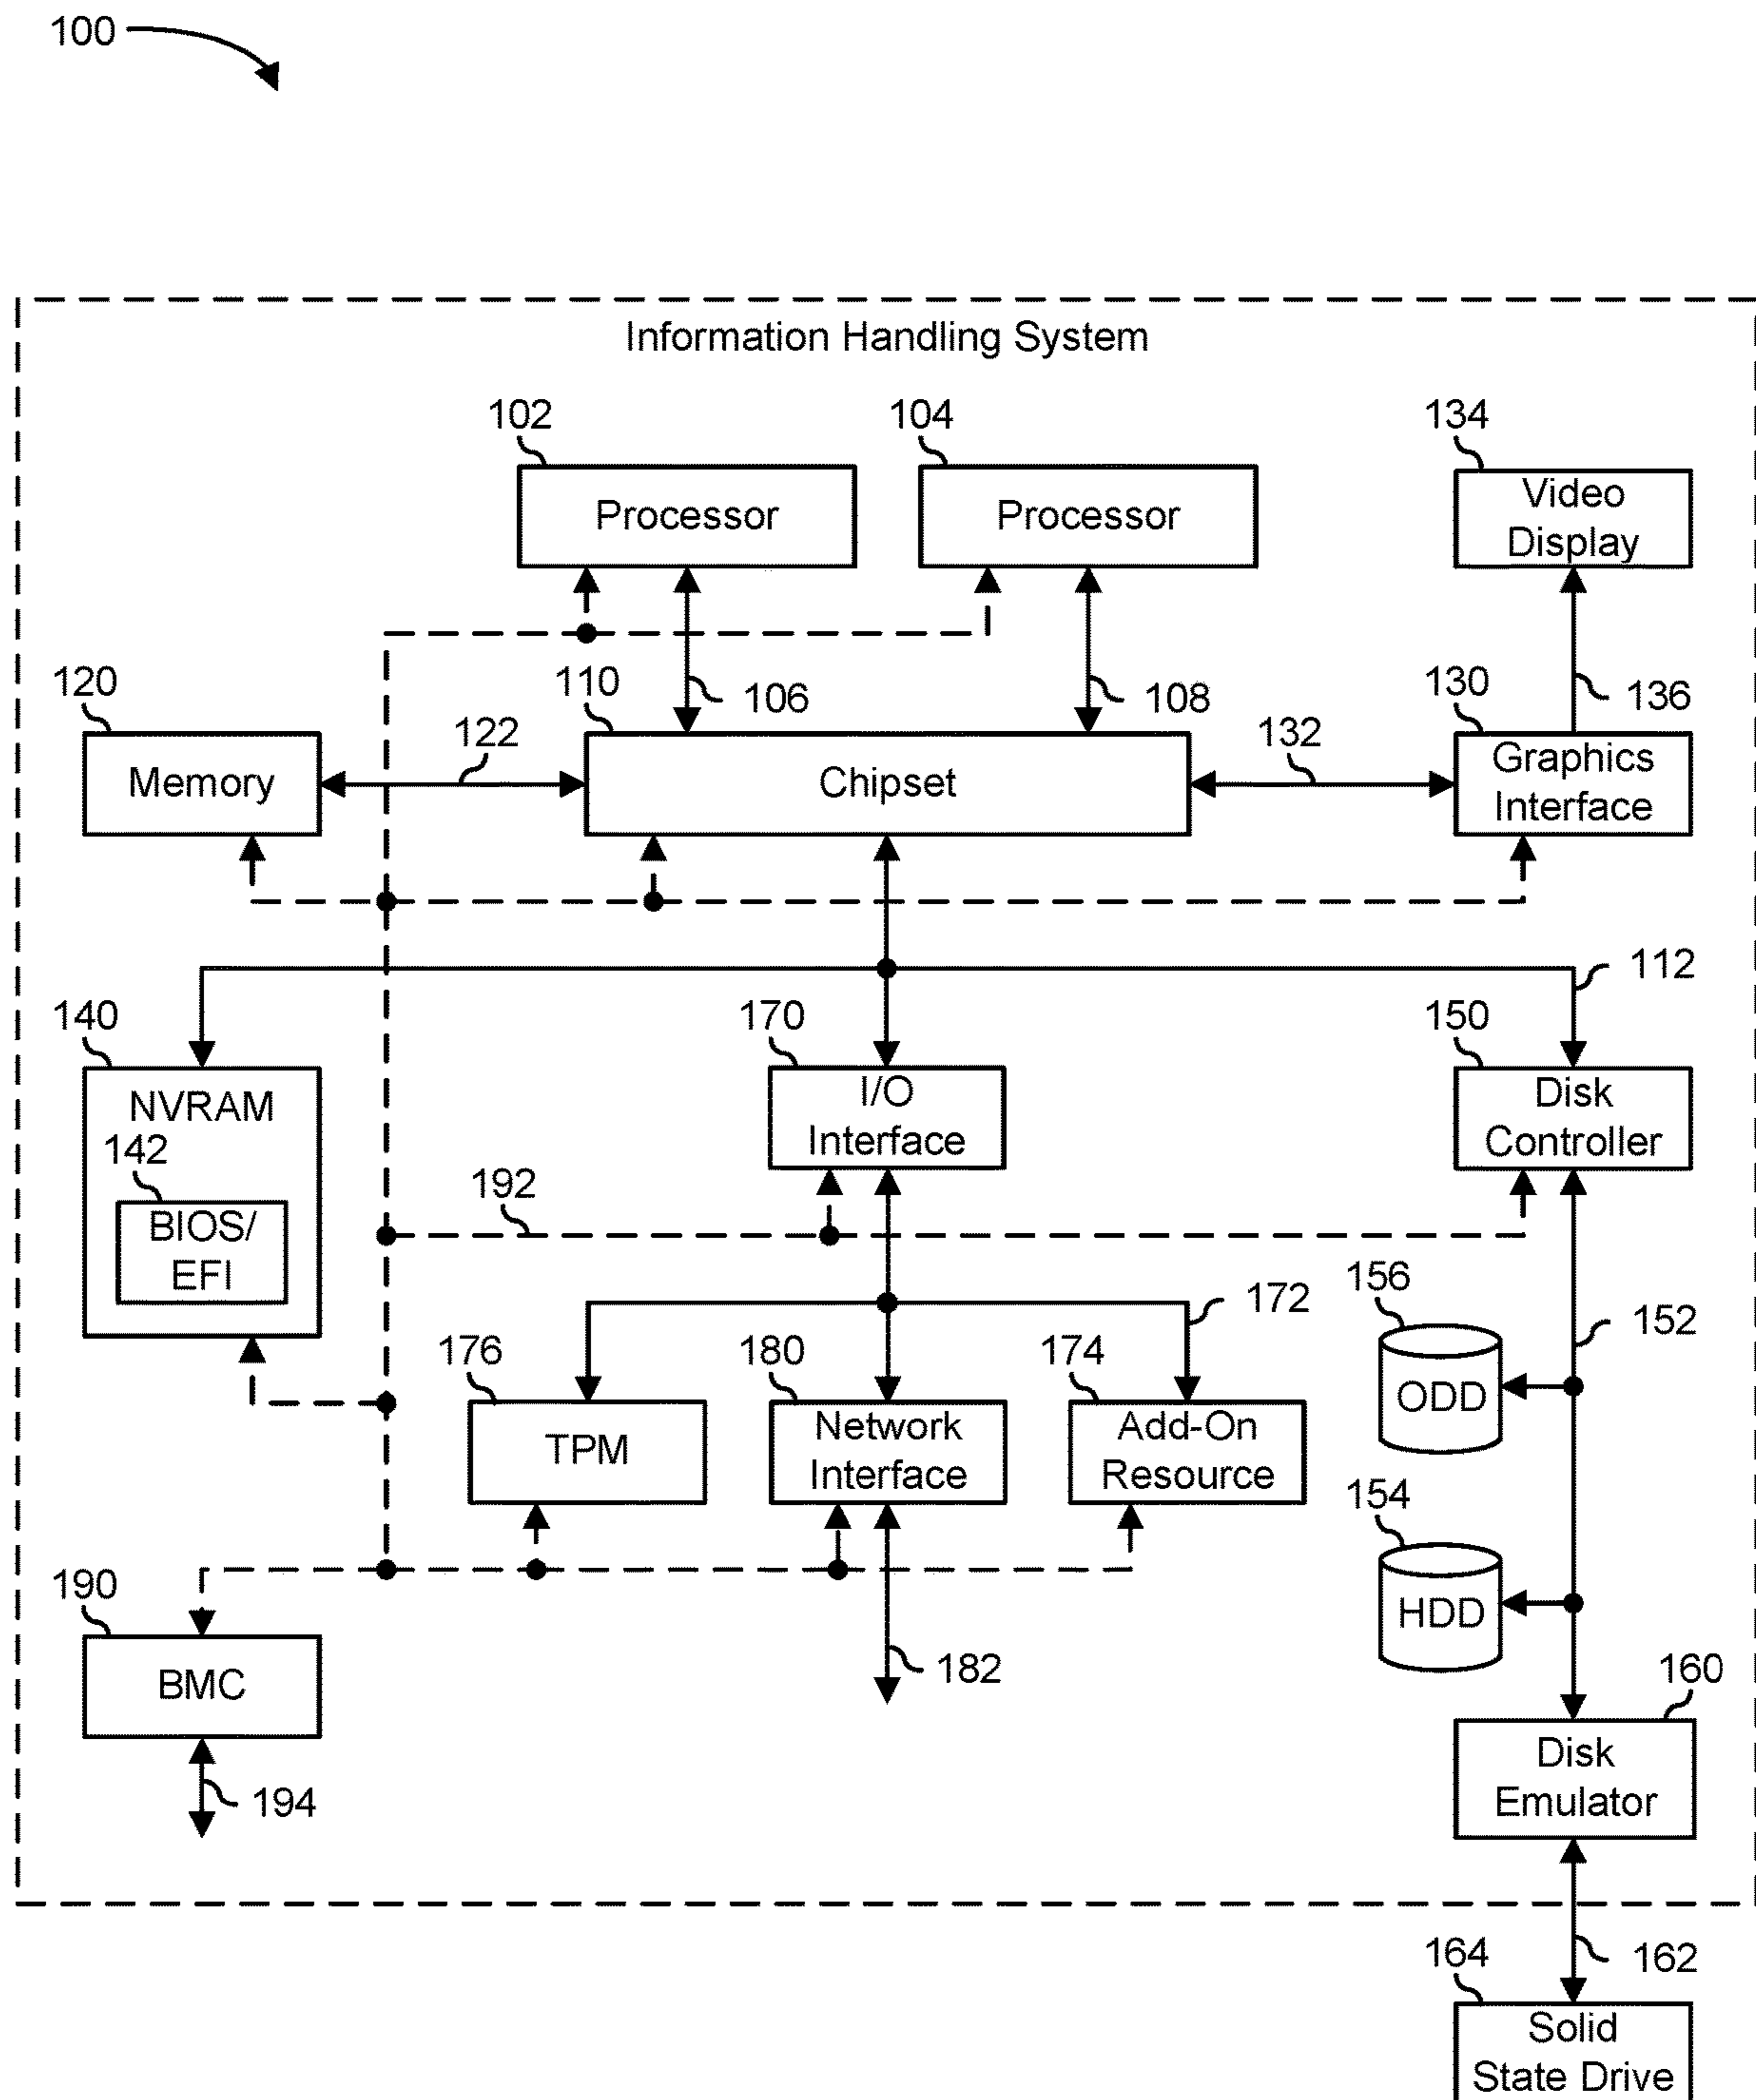 100
Information Handling System
102
104
134
Processor
Processor
Video
Display
120
110
106
108
130
136
122
132
Memory
Chipset
Graphics
Interface
112
140
170
150
NVRAM
I/O
Interface
Disk
Controller
142
BIOS/
EFI
192
156
172
152
176
180
174
ODD
TPM
Network
Interface
Add-On
Resource
154
HDD
190
182
160
BMC
Disk
Emulator
194
164
162
Solid
State Drive